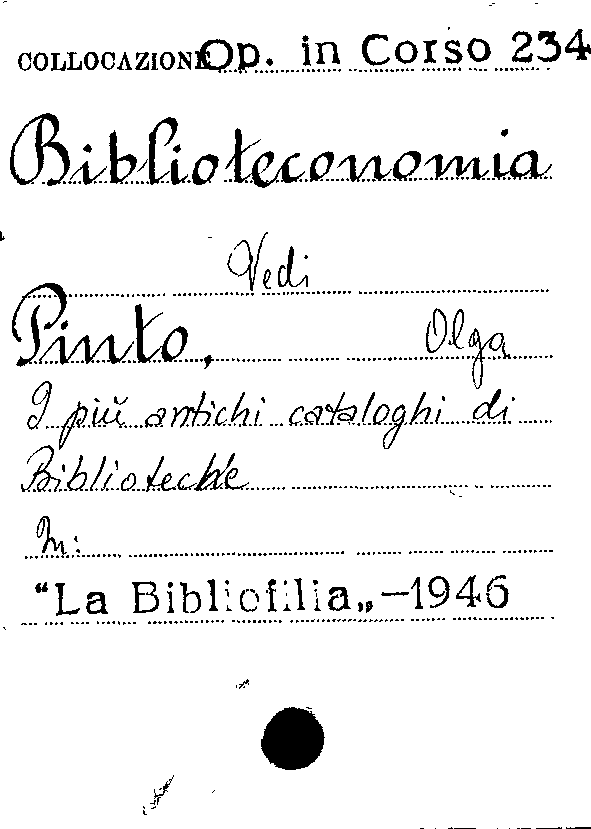 COLLOCAZIONE Op. in Corso 234
Biblioteconomia
Vedi
Pinto, Olga
I più antichi cataloghi di
Biblioteche
In:
"La Bibliofilia„ -1946